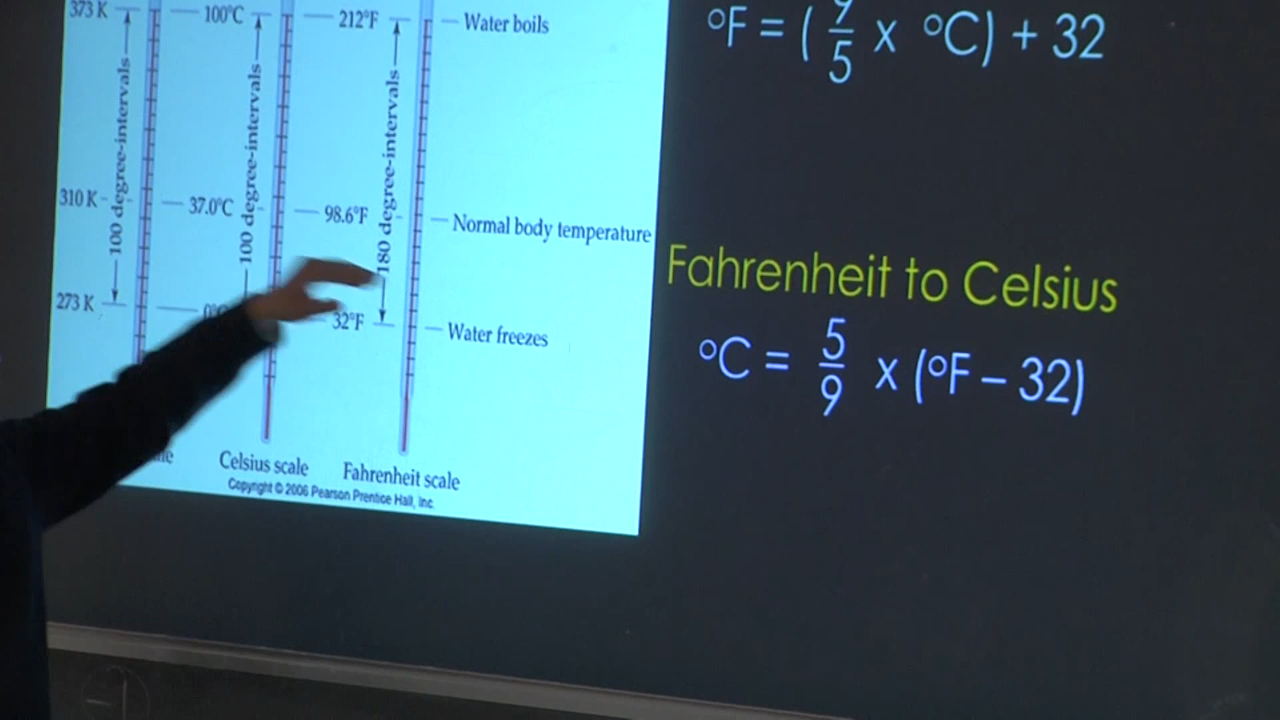 373 K
100°C
212°F
Water boils
100 degree-intervals
100 degree-intervals
180 degree-intervals
310 K
37.0°C
98.6°F
Normal body temperature
273 K
32°F
Water freezes
Celsius scale
Fahrenheit scale
Copyright © 2006 Pearson Prentice Hall, Inc.
°F = ( 9/5 x °C) + 32
Fahrenheit to Celsius
°C = 5/9 x (°F – 32)